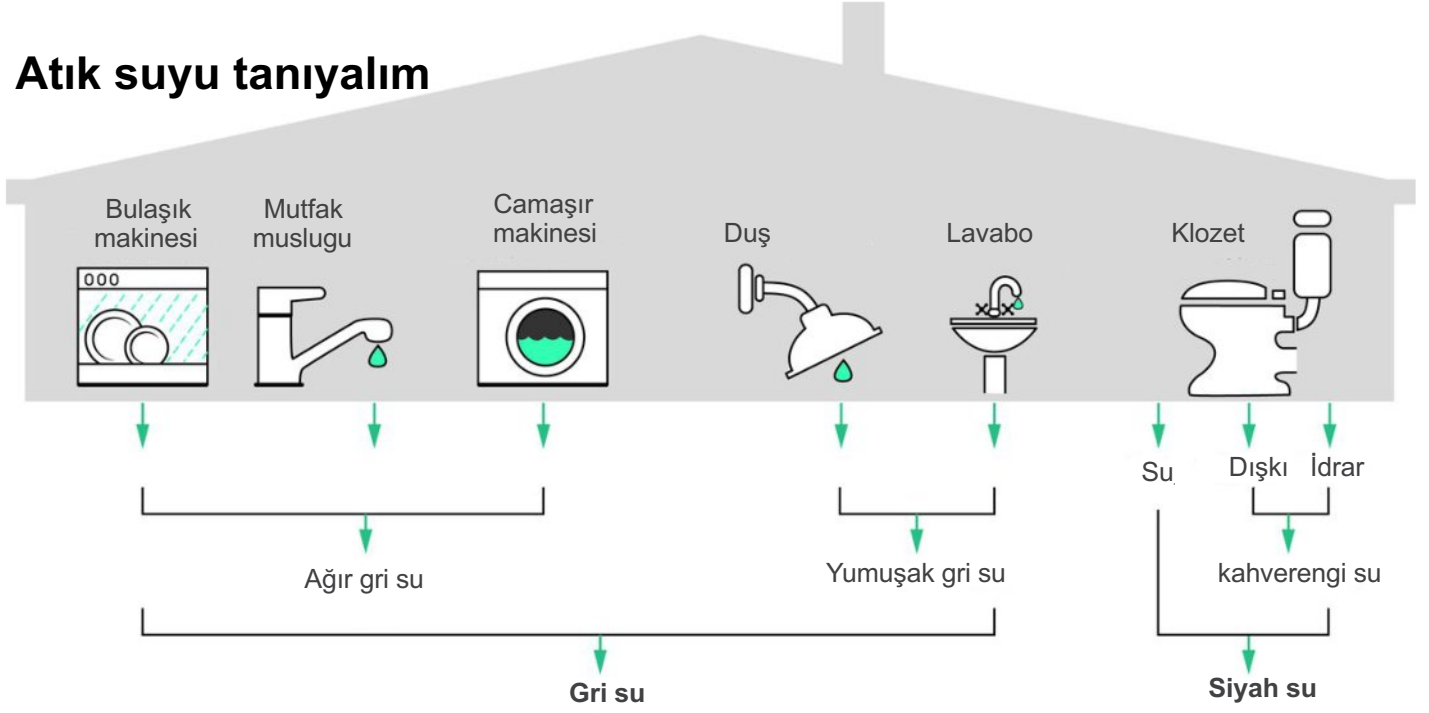 Atık suyu tanıyalım
Bulaşık
makinesi
Mutfak
muslugu
Camaşır
makinesi
Duş
Lavabo
Klozet
Su
Dışkı
İdrar
Ağır gri su
Yumuşak gri su
kahverengi su
Gri su
Siyah su